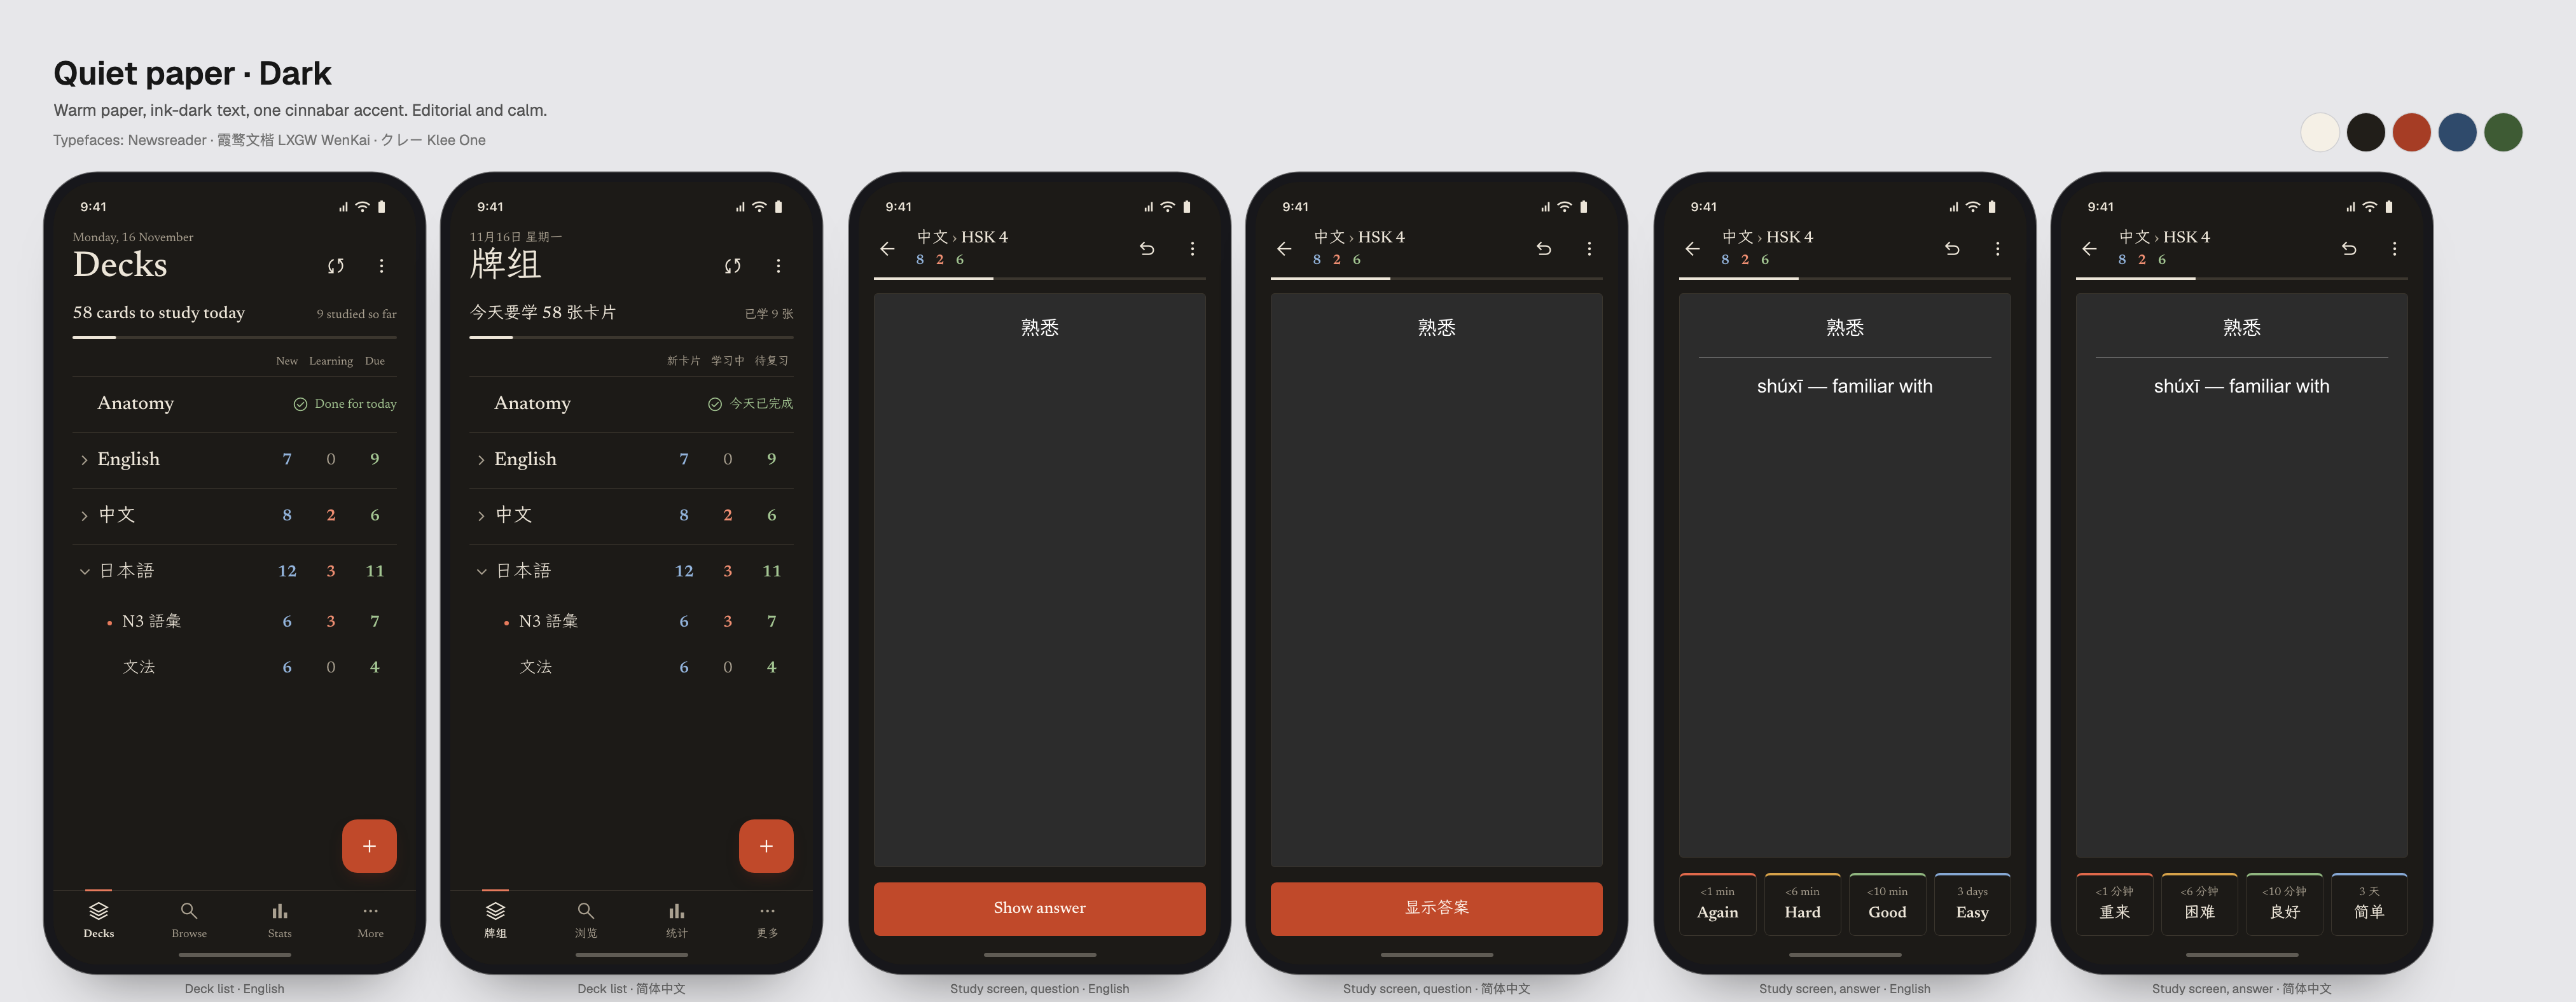 Quiet paper · Dark
Warm paper, ink-dark text, one cinnabar accent. Editorial and calm.
Typefaces: Newsreader · 霞鹜文楷 LXGW WenKai · クレー Klee One
9:41
Monday, 16 November
Decks
58 cards to study today
9 studied so far
New Learning Due
Anatomy Done for today
English 7 0 9
中文 8 2 6
日本語 12 3 11
N3 語彙 6 3 7
文法 6 0 4
+
Decks Browse Stats More
Deck list · English
9:41
11月16日 星期一
牌组
今天要学 58 张卡片
已学 9 张
新卡片 学习中 待复习
Anatomy 今天已完成
English 7 0 9
中文 8 2 6
日本語 12 3 11
N3 語彙 6 3 7
文法 6 0 4
+
牌组 浏览 统计 更多
Deck list · 简体中文
9:41
中文 › HSK 4
8 2 6
熟悉
Show answer
Study screen, question · English
9:41
中文 › HSK 4
8 2 6
熟悉
显示答案
Study screen, question · 简体中文
9:41
中文 › HSK 4
8 2 6
熟悉
shúxī — familiar with
<1 min <6 min <10 min 3 days
Again Hard Good Easy
Study screen, answer · English
9:41
中文 › HSK 4
8 2 6
熟悉
shúxī — familiar with
<1 分钟 <6 分钟 <10 分钟 3 天
重来 困难 良好 简单
Study screen, answer · 简体中文